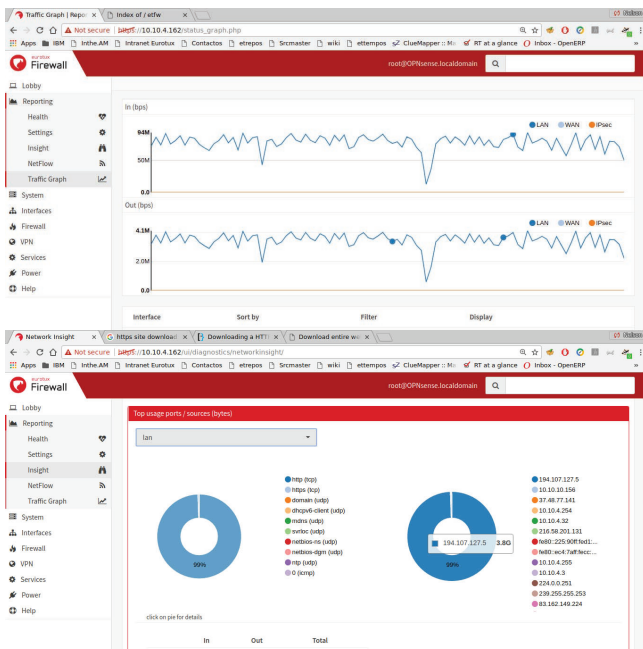 Traffic Graph | Repor × Index of / etfw ×
Not secure | https://10.10.4.162/status_graph.php
Apps IBM Inthe.AM Intranet Eurotux Contactos etrepos Srcmaster wiki ettempos ClueMapper :: Ma RT at a glance Inbox - OpenERP »
eurotux
Firewall
root@OPNsense.localdomain
Lobby
Reporting
Health
Settings
Insight
NetFlow
Traffic Graph
System
Interfaces
Firewall
VPN
Services
Power
Help
In (bps)
LAN WAN IPsec
94M
50M
0.0
Out (bps)
LAN WAN IPsec
4.1M
2.0M
0.0
Interface Sort by Filter Display
Network Insight × https site download × Downloading a HTT × Download entire we ×
Not secure | https://10.10.4.162/ui/diagnostics/networkinsight/
Apps IBM Inthe.AM Intranet Eurotux Contactos etrepos Srcmaster wiki ettempos ClueMapper :: Ma RT at a glance Inbox - OpenERP »
eurotux
Firewall
root@OPNsense.localdomain
Lobby
Reporting
Health
Settings
Insight
NetFlow
Traffic Graph
System
Interfaces
Firewall
VPN
Services
Power
Help
Top usage ports / sources (bytes)
lan
99%
http (tcp)
https (tcp)
domain (udp)
dhcpv6-client (udp)
mdns (udp)
svrloc (udp)
netbios-ns (udp)
netbios-dgm (udp)
ntp (udp)
0 (icmp)
194.107.127.5 3.8G
99%
194.107.127.5
10.10.10.156
37.48.77.141
10.10.4.254
10.10.4.32
216.58.201.131
fe80::225:90ff:fed1:...
fe80::ec4:7aff:fecc:...
10.10.4.255
10.10.4.3
224.0.0.251
239.255.255.253
83.162.149.224
click on pie for details
In Out Total